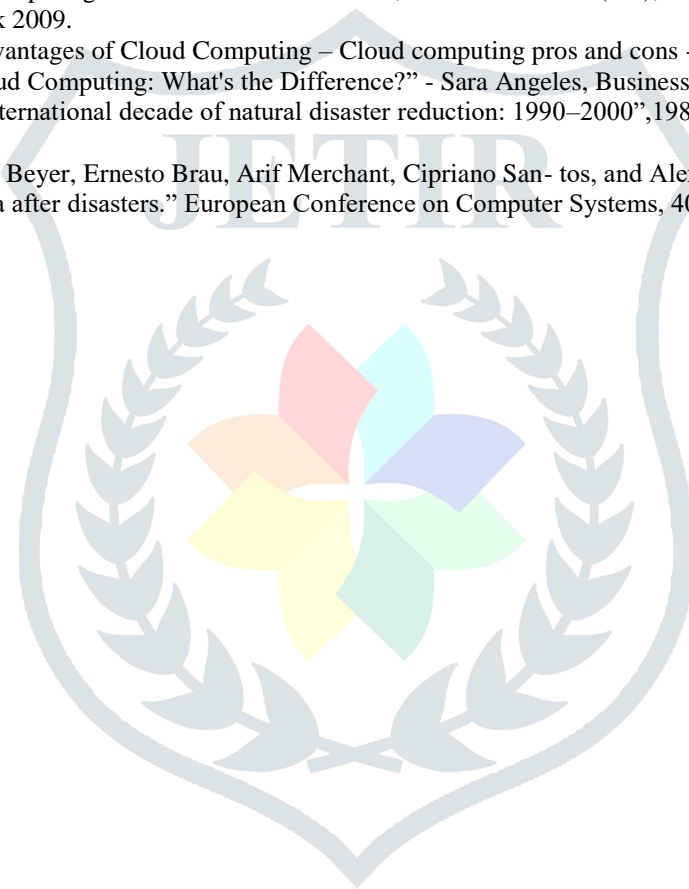 k 2009.
vantages of Cloud Computing – Cloud computing pros and cons -
ud Computing: What's the Difference?” - Sara Angeles, Business
ternational decade of natural disaster reduction: 1990–2000”,198
Beyer, Ernesto Brau, Arif Merchant, Cipriano San- tos, and Ale
a after disasters.” European Conference on Computer Systems, 40
JETIR